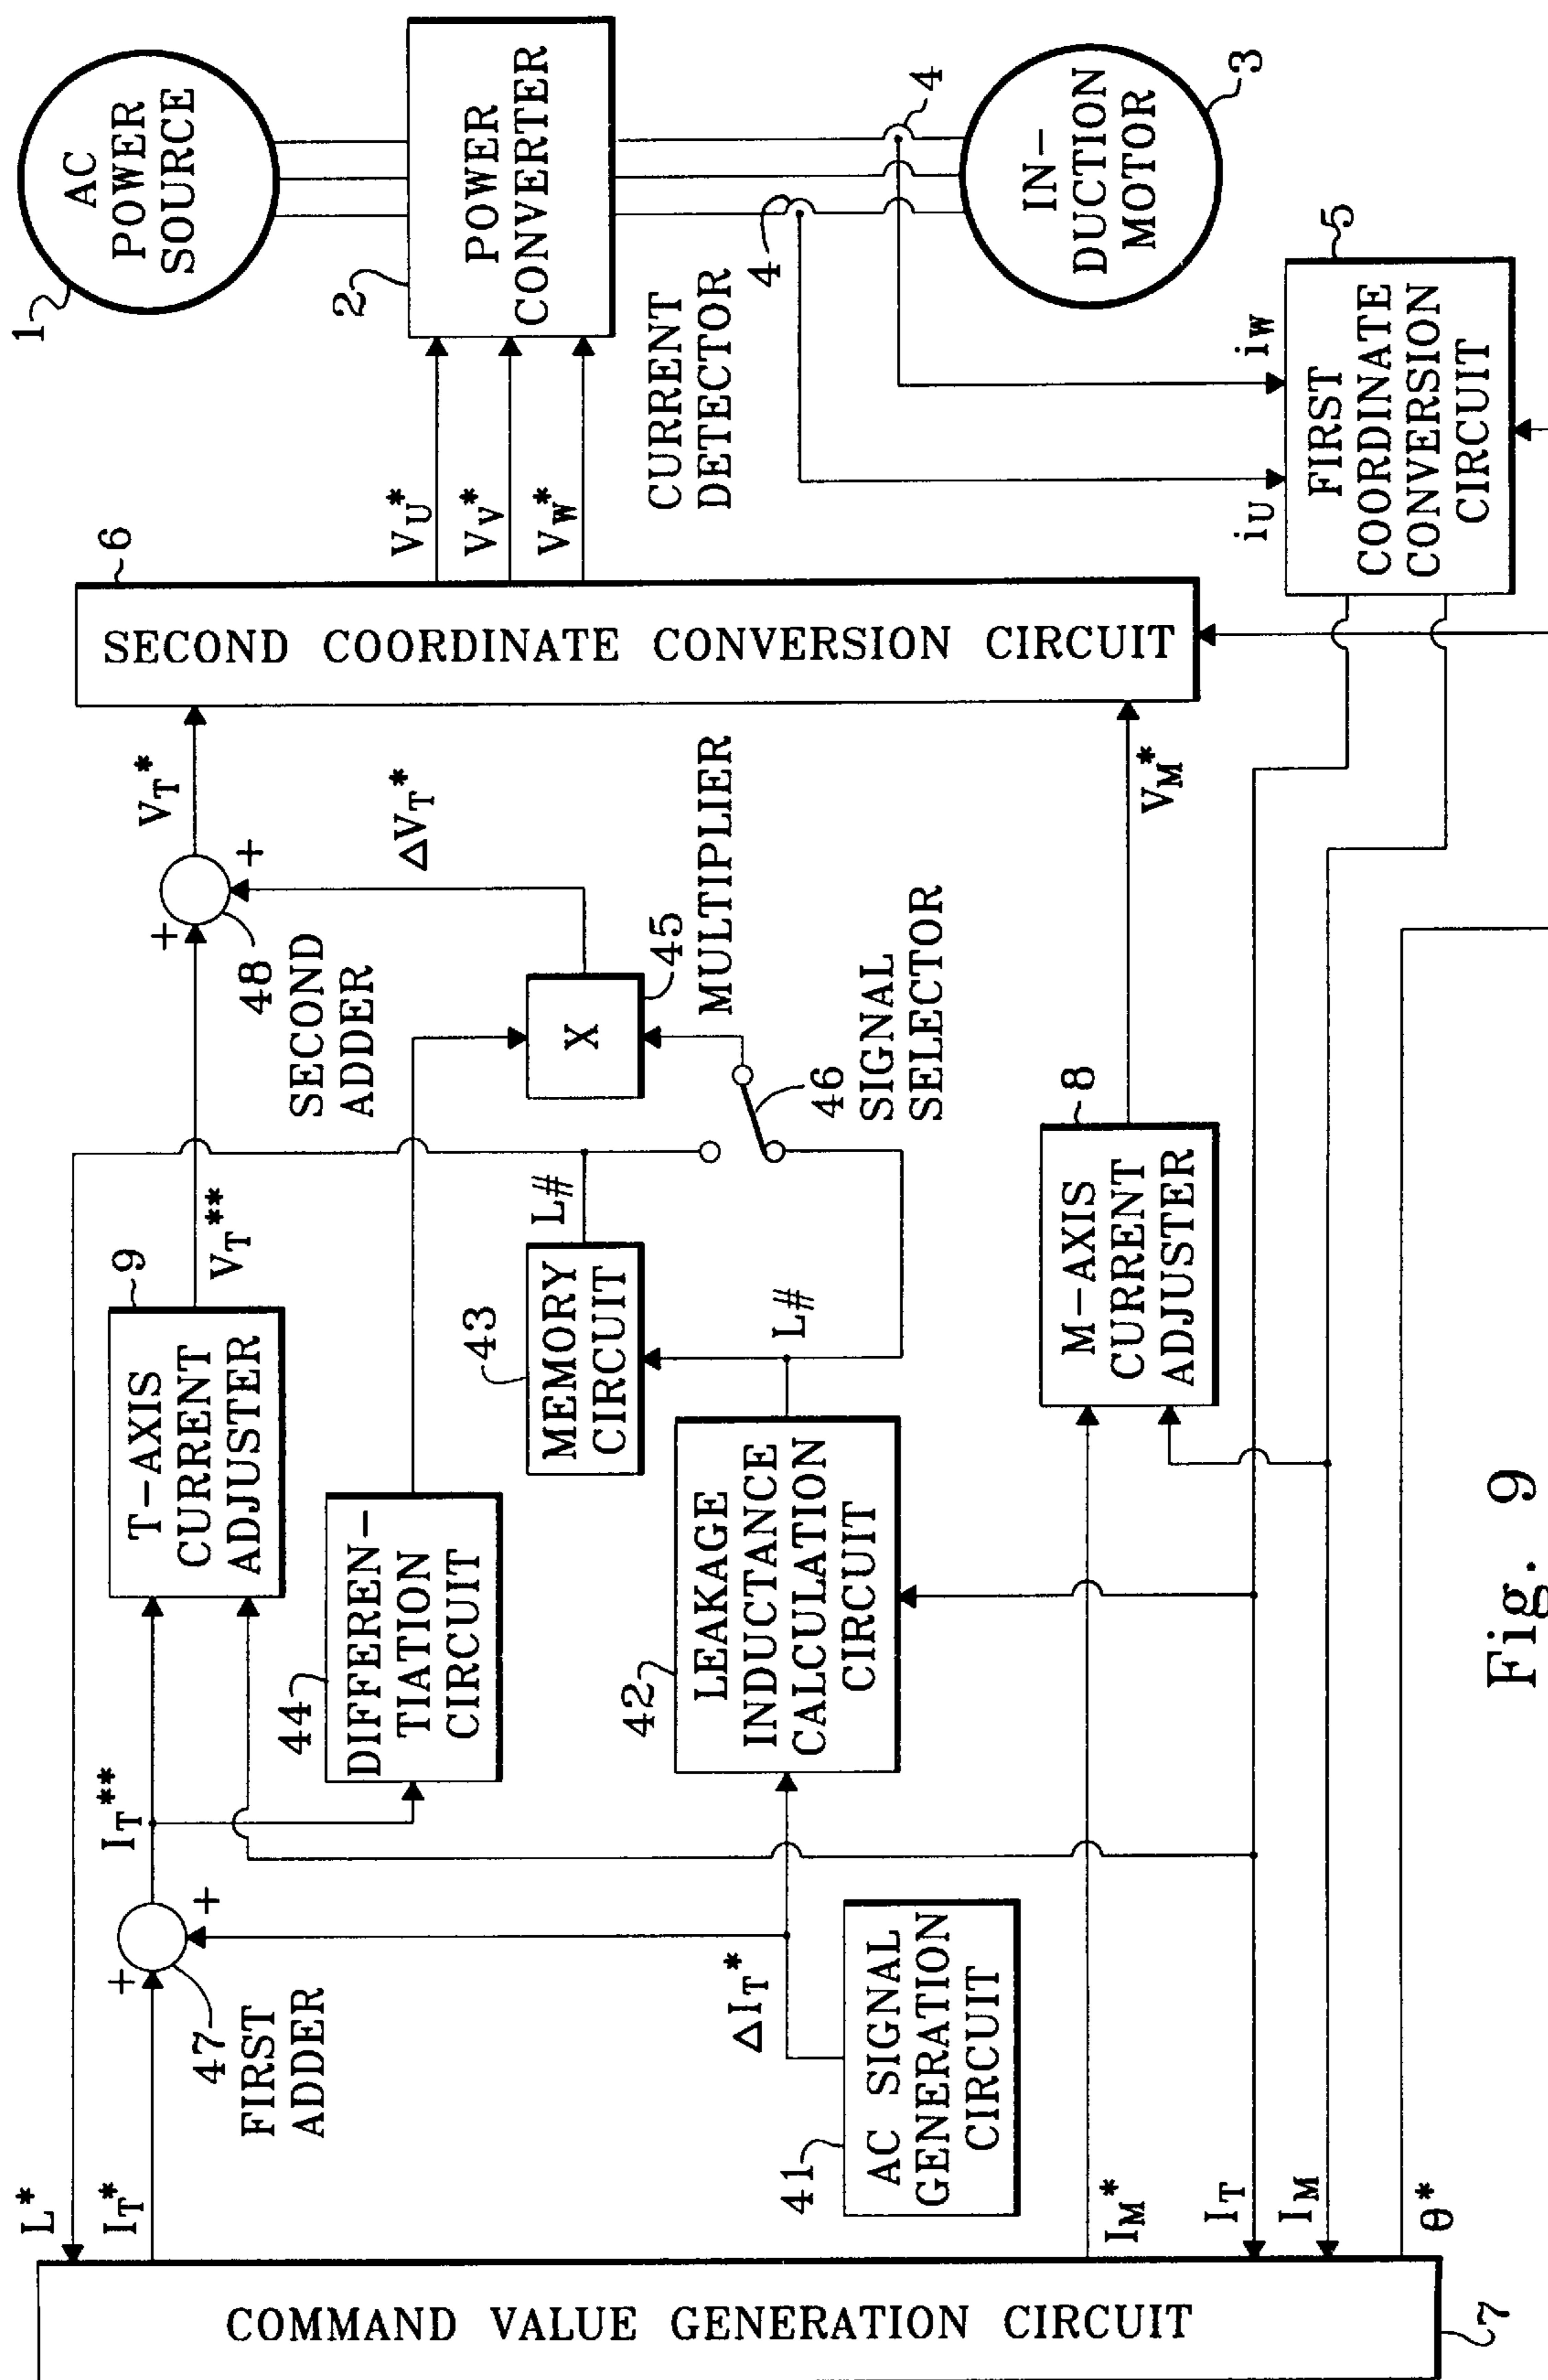 L*
IT*
47
FIRST
ADDER
+
+
IT**
44
DIFFEREN-
TIATION
CIRCUIT
T-AXIS
CURRENT
ADJUSTER
9
VT**
+
+
48
SECOND
ADDER
VT*
ΔVT*
6
SECOND COORDINATE CONVERSION CIRCUIT
VU*
VV*
VW*
1
AC
POWER
SOURCE
2
POWER
CONVERTER
CURRENT
DETECTOR
4
4
IN-
DUCTION
MOTOR
3
iU
iW
5
FIRST
COORDINATE
CONVERSION
CIRCUIT
COMMAND VALUE GENERATION CIRCUIT
7
41
AC SIGNAL
GENERATION
CIRCUIT
ΔIT*
42
LEAKAGE
INDUCTANCE
CALCULATION
CIRCUIT
L#
43
MEMORY
CIRCUIT
L#
X
45
MULTIPLIER
46
SIGNAL
SELECTOR
M-AXIS
CURRENT
ADJUSTER
8
VM*
IM*
IT
IM
θ*
Fig. 9